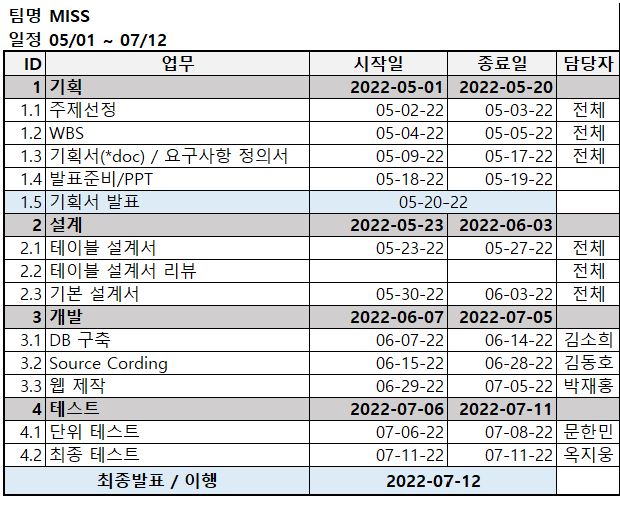 팀명 MISS
일정 05/01 ~ 07/12
ID 업무 시작일 종료일 담당자
1 기획 2022-05-01 2022-05-20
1.1 주제선정 05-02-22 05-03-22 전체
1.2 WBS 05-04-22 05-05-22 전체
1.3 기획서(*doc) / 요구사항 정의서 05-09-22 05-17-22 전체
1.4 발표준비/PPT 05-18-22 05-19-22
1.5 기획서 발표 05-20-22
2 설계 2022-05-23 2022-06-03
2.1 테이블 설계서 05-23-22 05-27-22 전체
2.2 테이블 설계서 리뷰 전체
2.3 기본 설계서 05-30-22 06-03-22 전체
3 개발 2022-06-07 2022-07-05
3.1 DB 구축 06-07-22 06-14-22 김소희
3.2 Source Cording 06-15-22 06-28-22 김동호
3.3 웹 제작 06-29-22 07-05-22 박재홍
4 테스트 2022-07-06 2022-07-11
4.1 단위 테스트 07-06-22 07-08-22 문한민
4.2 최종 테스트 07-11-22 07-11-22 옥지웅
최종발표 / 이행 2022-07-12